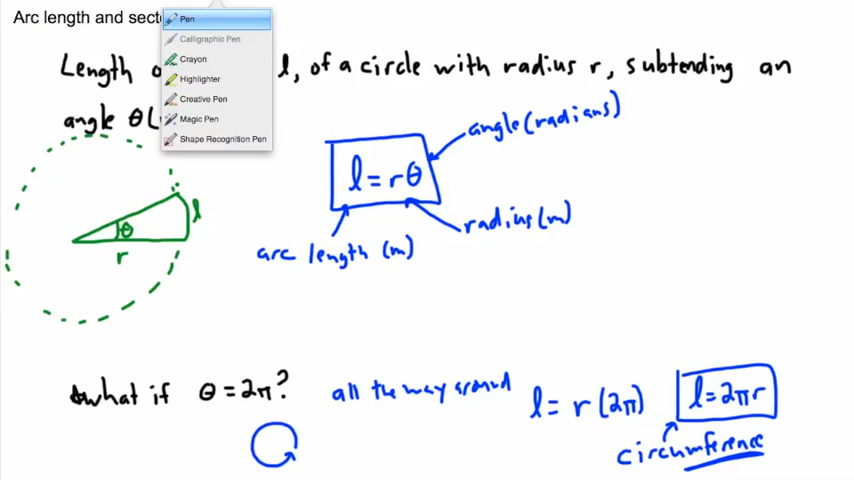 Arc length and sect
Pen
Calligraphic Pen
Crayon
Highlighter
Creative Pen
Magic Pen
Shape Recognition Pen
Length l, of a circle with radius r, subtending an
angle θ(
l = rθ
angle (radians)
radius (m)
arc length (m)
θ
l
r
what if θ = 2π? all the way around l = r (2π) l = 2πr
circumference